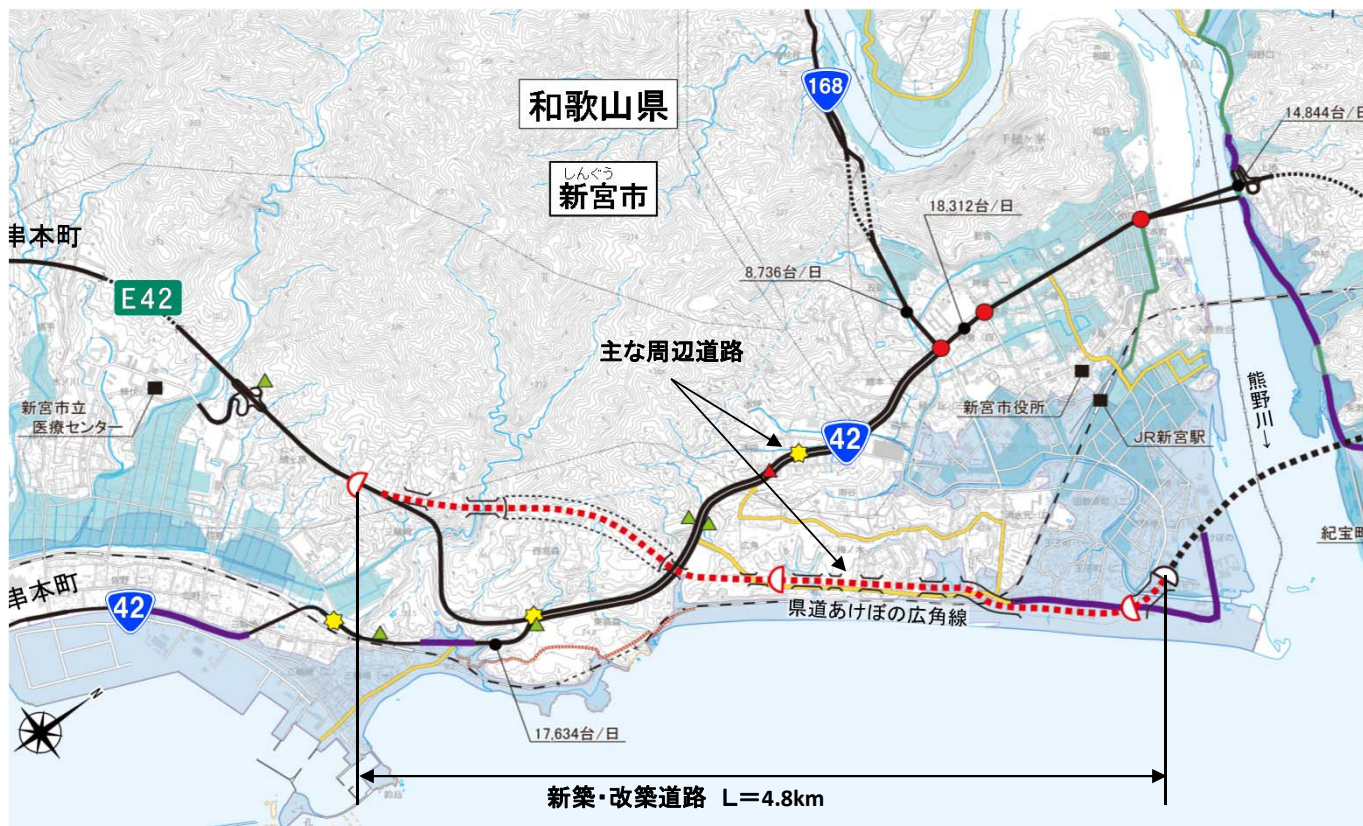 和歌山県
しんぐう
新宮市
168
14,844台/日
18,312台/日
8,736台/日
串本町
E42
主な周辺道路
新宮市立
医療センター
42
新宮市役所
JR新宮駅
熊野川→
紀宝町
串本町
42
県道あけぼの広角線
17,634台/日
N
新築・改築道路 L=4.8km